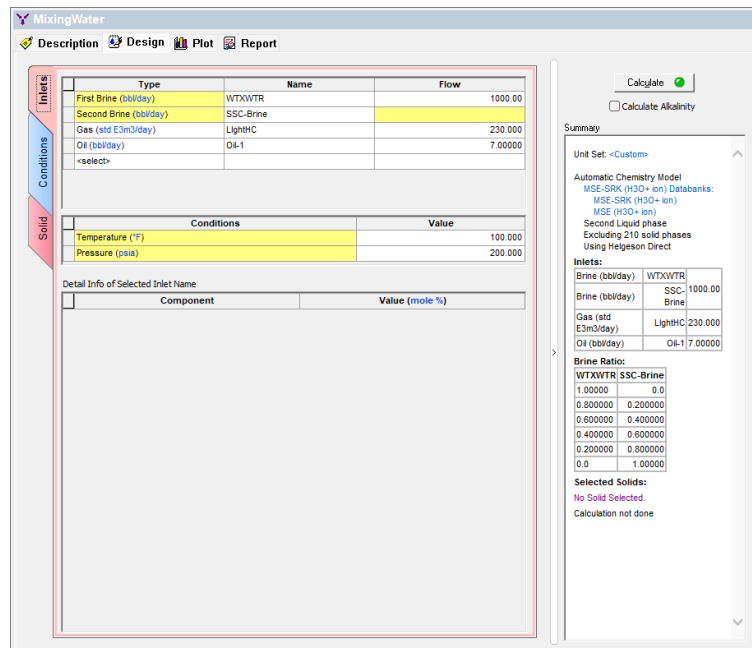 MixingWater
Description Design Plot Report
Inlets
Conditions
Solid
Type Name Flow
First Brine (bbl/day) WTXWTR 1000.00
Second Brine (bbl/day) SSC-Brine
Gas (std E3m3/day) LIghtHC 230.000
Oil (bbl/day) Oil-1 7.00000
<select>
Conditions Value
Temperature (°F) 100.000
Pressure (psia) 200.000
Detail Info of Selected Inlet Name
Component Value (mole %)
Calculate
Calculate Alkalinity
Summary
Unit Set: <Custom>
Automatic Chemistry Model
MSE-SRK (H3O+ ion) Databanks:
MSE-SRK (H3O+ ion)
MSE (H3O+ ion)
Second Liquid phase
Excluding 210 solid phases
Using Helgeson Direct
Inlets:
Brine (bbl/day) WTXWTR 1000.00
Brine (bbl/day) SSC-
Brine
Gas (std
E3m3/day) LIghtHC 230.000
Oil (bbl/day) Oil-1 7.00000
Brine Ratio:
WTXWTR SSC-Brine
1.00000 0.0
0.800000 0.200000
0.600000 0.400000
0.400000 0.600000
0.200000 0.800000
0.0 1.00000
Selected Solids:
No Solid Selected.
Calculation not done